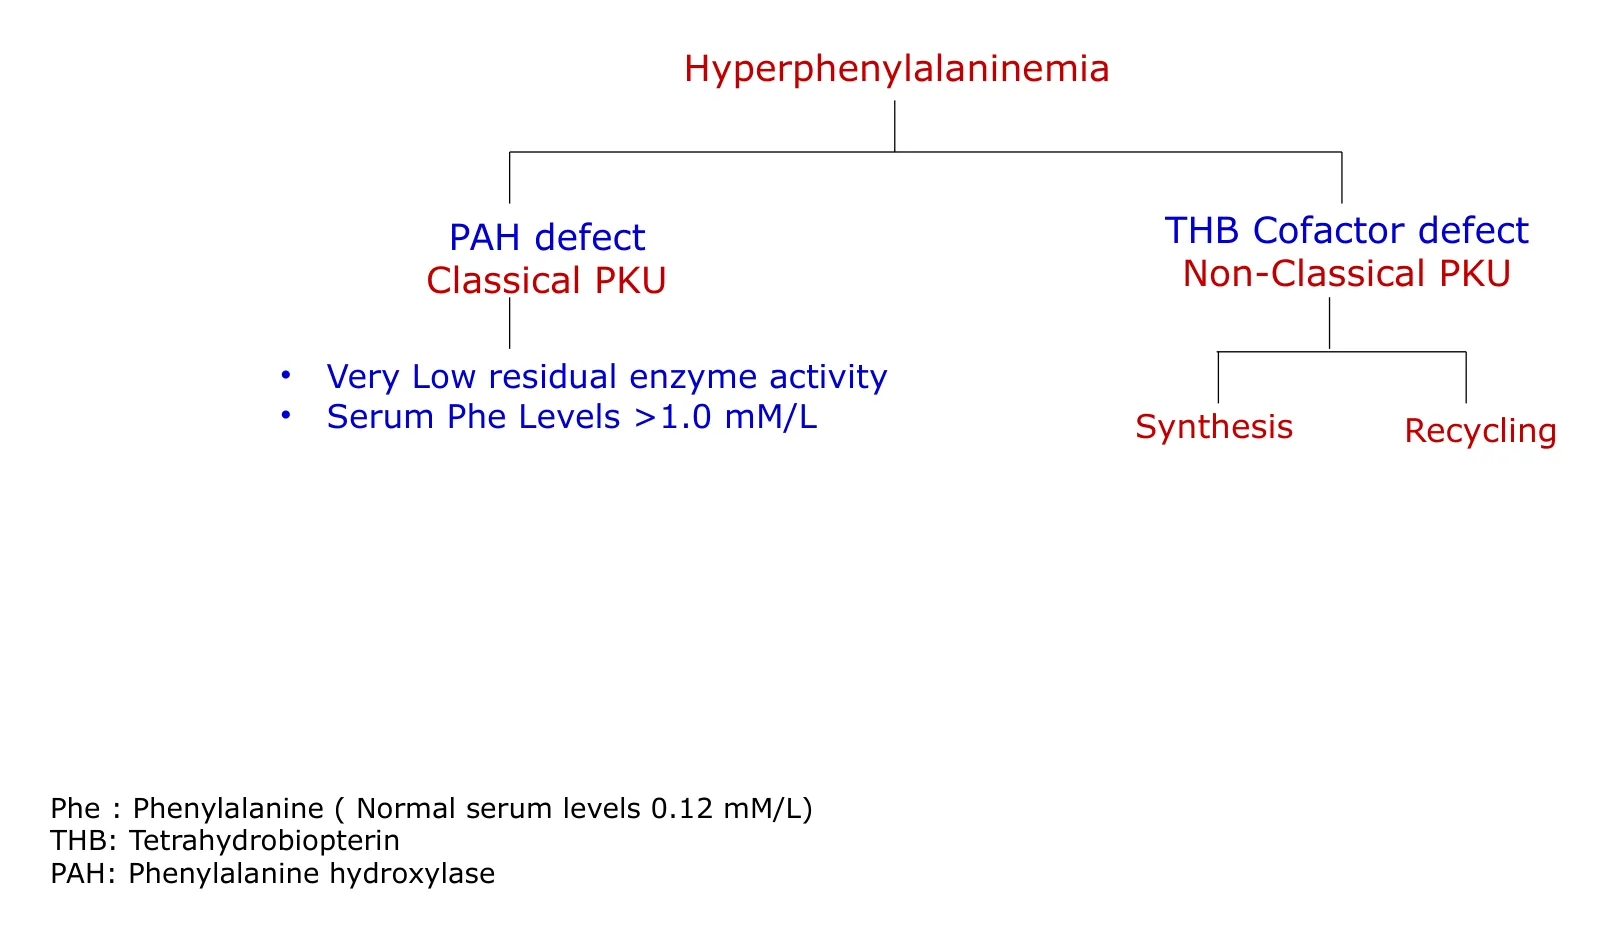 Hyperphenylalaninemia
PAH defect
Classical PKU
THB Cofactor defect
Non-Classical PKU
• Very Low residual enzyme activity
• Serum Phe Levels >1.0 mM/L
Synthesis
Recycling
Phe : Phenylalanine ( Normal serum levels 0.12 mM/L)
THB: Tetrahydrobiopterin
PAH: Phenylalanine hydroxylase